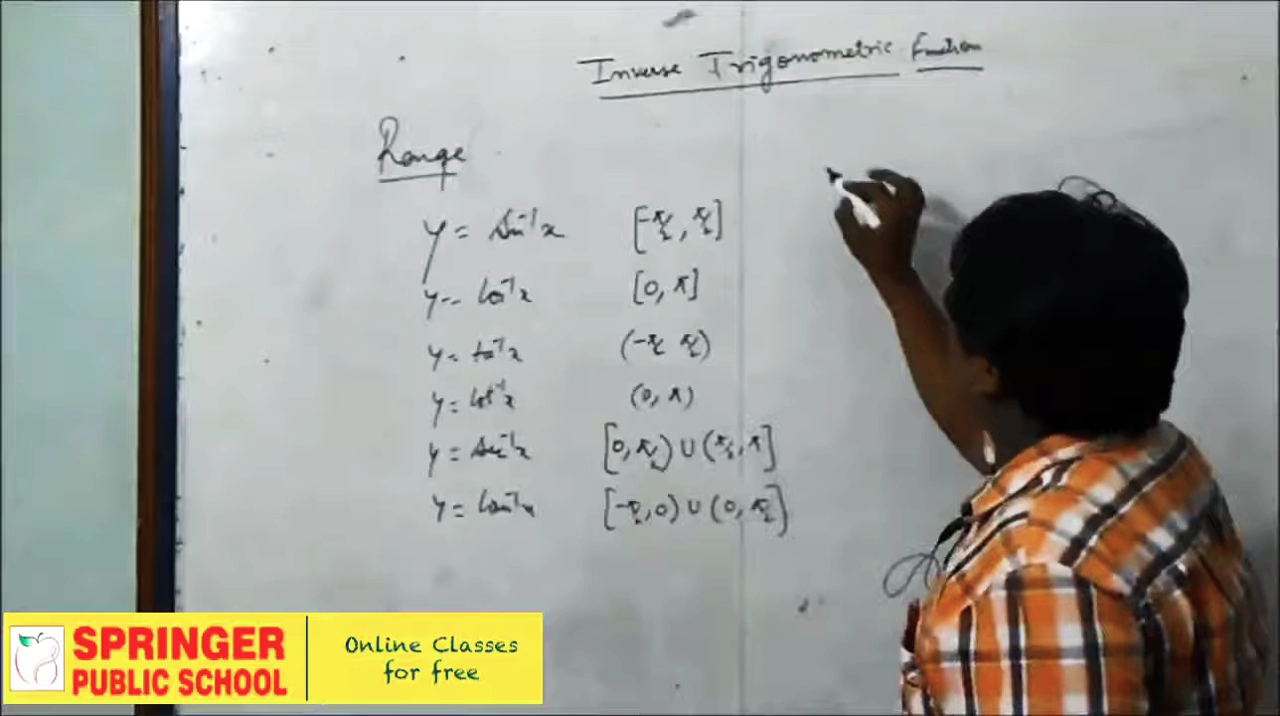 Inverse Trigonometric Function
Range
y = sin⁻¹x [-π/2, π/2]
y = cos⁻¹x [0, π]
y = tan⁻¹x (-π/2 π/2)
y = cot⁻¹x (0, π)
y = sec⁻¹x [0, π/2) ∪ (π/2, π]
y = cosec⁻¹x [-π/2, 0) ∪ (0, π/2]
SPRINGER
PUBLIC SCHOOL
Online Classes
for free